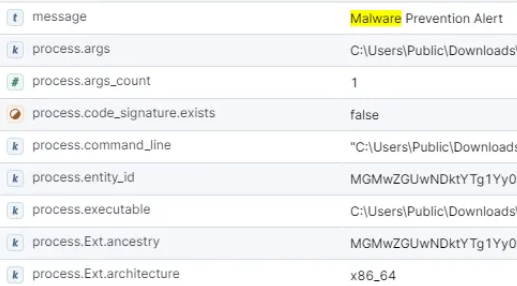 t message Malware Prevention Alert
k process.args C:\Users\Public\Downloads\
# process.args_count 1
process.code_signature.exists false
k process.command_line "C:\Users\Public\Downloads
k process.entity_id MGMwZGUwNDktYTg1Yy0
k process.executable C:\Users\Public\Downloads\
k process.Ext.ancestry MGMwZGUwNDktYTg1Yy0
k process.Ext.architecture x86_64